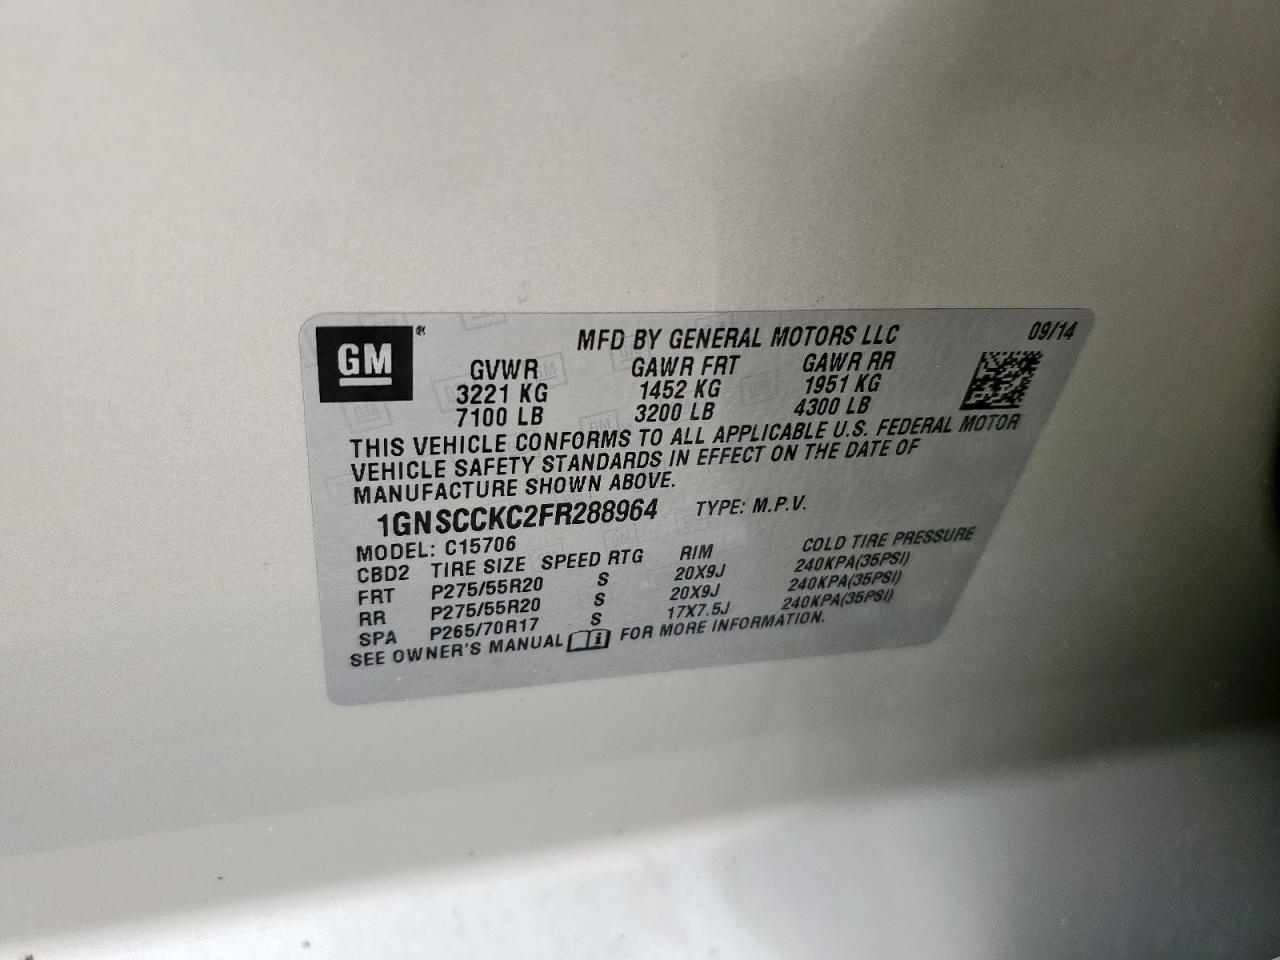 GM ®
MFD BY GENERAL MOTORS LLC 09/14
GVWR GAWR FRT GAWR RR
3221 KG 1452 KG 1951 KG
7100 LB 3200 LB 4300 LB
THIS VEHICLE CONFORMS TO ALL APPLICABLE U.S. FEDERAL MOTOR
VEHICLE SAFETY STANDARDS IN EFFECT ON THE DATE OF
MANUFACTURE SHOWN ABOVE.
1GNSCCKC2FR288964 TYPE: M.P.V.
MODEL: C15706
CBD2 TIRE SIZE SPEED RTG RIM COLD TIRE PRESSURE
FRT P275/55R20 S 20X9J 240KPA(35PSI)
RR P275/55R20 S 20X9J 240KPA(35PSI)
SPA P265/70R17 S 17X7.5J 240KPA(35PSI)
SEE OWNER'S MANUAL FOR MORE INFORMATION.